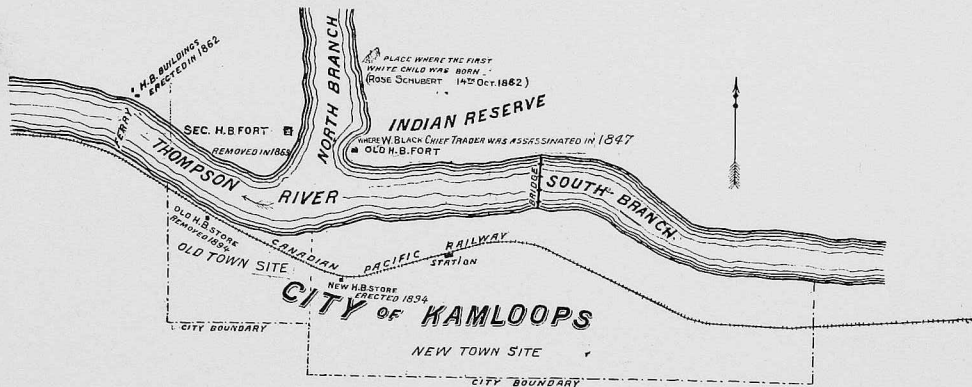 H.B. BUILDINGS
ERECTED IN 1862
FERRY
NORTH BRANCH
PLACE WHERE THE FIRST
WHITE CHILD WAS BORN
(ROSE SCHUBERT 14TH OCT. 1862)
INDIAN RESERVE
SEC. H.B FORT
REMOVED IN 1863
WHERE W. BLACK CHIEF TRADER WAS ASSASSINATED IN 1847
OLD H.B. FORT
THOMPSON
RIVER
BRIDGE
SOUTH BRANCH.
OLD H.B. STORE
REMOVED 1894
OLD TOWN SITE
CANADIAN PACIFIC RAILWAY
STATION
NEW H.B STORE
ERECTED 1894
CITY OF KAMLOOPS
CITY BOUNDARY
NEW TOWN SITE
CITY BOUNDARY